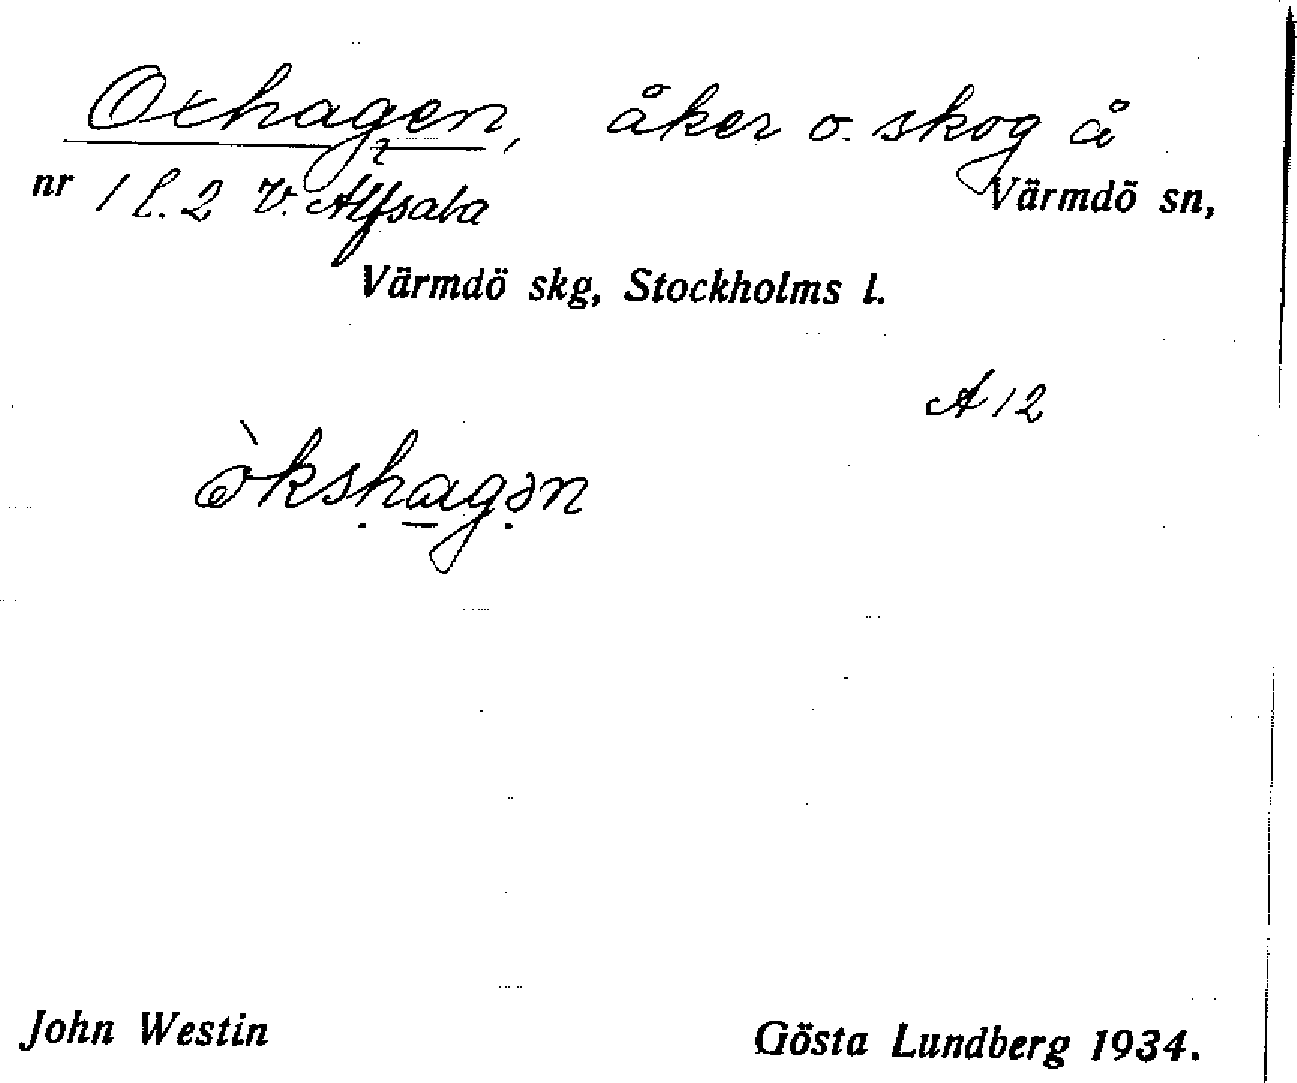 Oxhagen, åker o. skog å
nr 1 l. 2 V. Alfsala Värmdö sn,
Värmdö skg, Stockholms l.
A 12
òkshagən
John Westin Gösta Lundberg 1934.